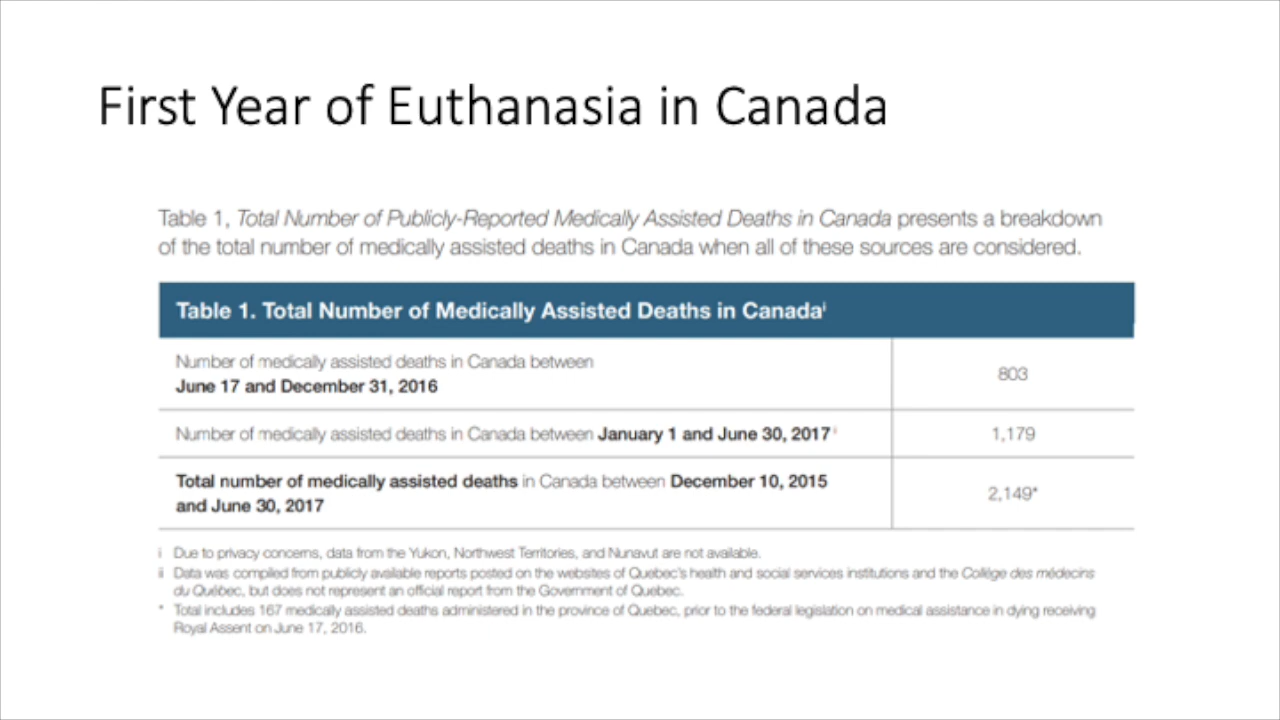 First Year of Euthanasia in Canada
Table 1, Total Number of Publicly-Reported Medically Assisted Deaths in Canada presents a breakdown
of the total number of medically assisted deaths in Canada when all of these sources are considered.
Table 1. Total Number of Medically Assisted Deaths in Canadaⁱ
Number of medically assisted deaths in Canada between
June 17 and December 31, 2016
803
Number of medically assisted deaths in Canada between January 1 and June 30, 2017 ⁱ
1,179
Total number of medically assisted deaths in Canada between December 10, 2015
and June 30, 2017
2,149*
i Due to privacy concerns, data from the Yukon, Northwest Territories, and Nunavut are not available.
ii Data was compiled from publicly available reports posted on the websites of Quebec's health and social services institutions and the Collège des médecins
du Québec, but does not represent an official report from the Government of Quebec.
* Total includes 167 medically assisted deaths administered in the province of Quebec, prior to the federal legislation on medical assistance in dying receiving
Royal Assent on June 17, 2016.